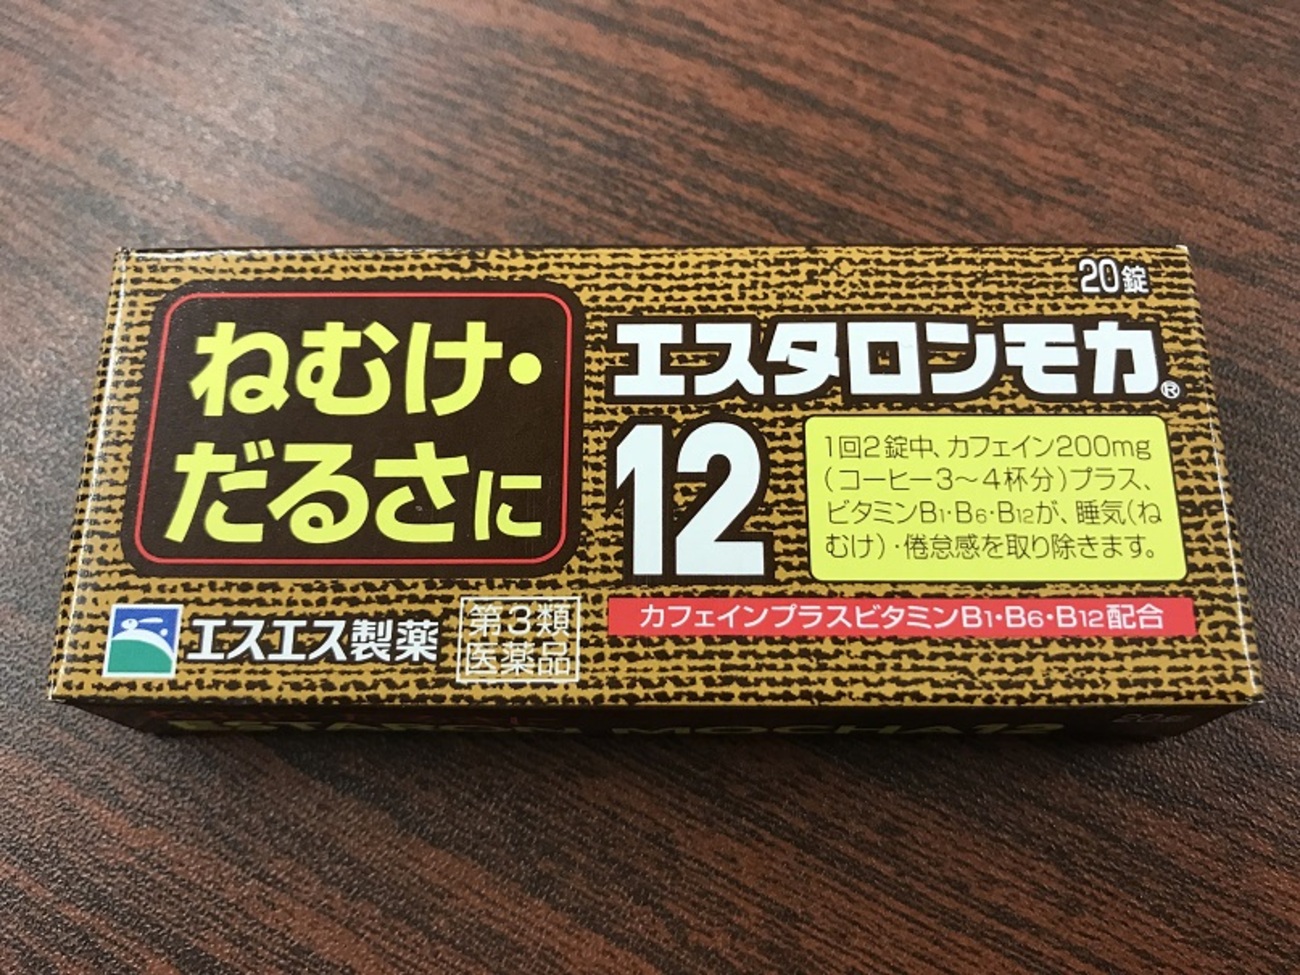 20錠
ねむけ・
だるさに
エスタロンモカ®
12
1回2錠中、カフェイン200mg
(コーヒー3～4杯分)プラス、
ビタミンB1・B6・B12が、睡気(ね
むけ)・倦怠感を取り除きます。
カフェインプラスビタミンB1・B6・B12配合
エスエス製薬
第3類
医薬品
MOCHA12